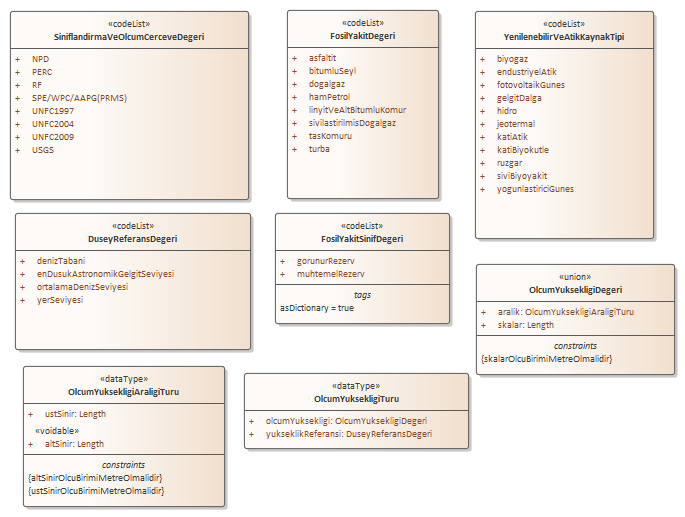 «codeList»
SiniflandirmaVeOlcumCerceveDegeri
+ NPD
+ PERC
+ RF
+ SPE/WPC/AAPG(PRMS)
+ UNFC1997
+ UNFC2004
+ UNFC2009
+ USGS
«codeList»
FosilYakitDegeri
+ asfaltit
+ bitumluSeyl
+ dogalgaz
+ hamPetrol
+ linyitVeAltBitumluKomur
+ sivilastirilmisDogalgaz
+ tasKomuru
+ turba
«codeList»
YenilenebilirVeAtikKaynakTipi
+ biyogaz
+ endustriyelAtik
+ fotovoltaikGunes
+ gelgitDalga
+ hidro
+ jeotermal
+ katiAtik
+ katiBiyokutle
+ ruzgar
+ siviBiyoyakit
+ yogunlastiriciGunes
«codeList»
DuseyReferansDegeri
+ denizTabani
+ enDusukAstronomikGelgitSeviyesi
+ ortalamaDenizSeviyesi
+ yerSeviyesi
«codeList»
FosilYakitSinifDegeri
+ gorunurRezerv
+ muhtemelRezerv
tags
asDictionary = true
«union»
OlcumYuksekligiDegeri
+ aralik: OlcumYuksekligiAraligiTuru
+ skalar: Length
constraints
{skalarOlcuBirimiMetreOlmalidir}
«dataType»
OlcumYuksekligiAraligiTuru
+ ustSinir: Length
«voidable»
+ altSinir: Length
constraints
{altSinirOlcuBirimiMetreOlmalidir}
{ustSinirOlcuBirimiMetreOlmalidir}
«dataType»
OlcumYuksekligiTuru
+ olcumYuksekligi: OlcumYuksekligiDegeri
+ yukseklikReferansi: DuseyReferansDegeri